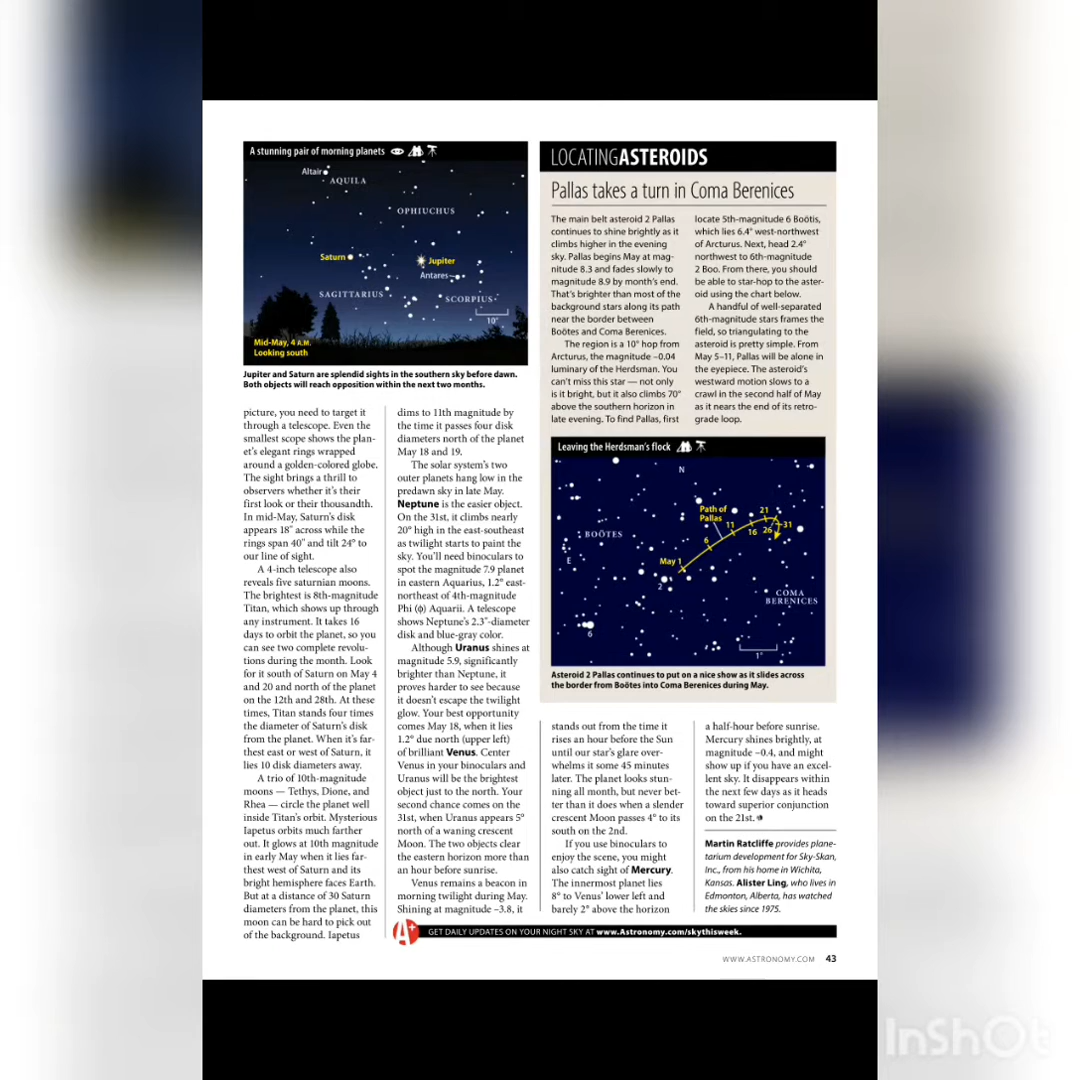 A stunning pair of morning planets
Altair
AQUILA
OPHIUCHUS
Saturn
Jupiter
Antares
SAGITTARIUS
SCORPIUS
10°
Mid-May, 4 A.M.
Looking south
Jupiter and Saturn are splendid sights in the southern sky before dawn.
Both objects will reach opposition within the next two months.
picture, you need to target it
through a telescope. Even the
smallest scope shows the plan-
et's elegant rings wrapped
around a golden-colored globe.
The sight brings a thrill to
observers whether it's their
first look or their thousandth.
In mid-May, Saturn's disk
appears 18" across while the
rings span 40" and tilt 24° to
our line of sight.
A 4-inch telescope also
reveals five saturnian moons.
The brightest is 8th-magnitude
Titan, which shows up through
any instrument. It takes 16
days to orbit the planet, so you
can see two complete revolu-
tions during the month. Look
for it south of Saturn on May 4
and 20 and north of the planet
on the 12th and 28th. At these
times, Titan stands four times
the diameter of Saturn's disk
from the planet. When it's far-
thest east or west of Saturn, it
lies 10 disk diameters away.
A trio of 10th-magnitude
moons — Tethys, Dione, and
Rhea — circle the planet well
inside Titan's orbit. Mysterious
Iapetus orbits much farther
out. It glows at 10th magnitude
in early May when it lies far-
thest west of Saturn and its
bright hemisphere faces Earth.
But at a distance of 30 Saturn
diameters from the planet, this
moon can be hard to pick out
of the background. Iapetus
dims to 11th magnitude by
the time it passes four disk
diameters north of the planet
May 18 and 19.
The solar system's two
outer planets hang low in the
predawn sky in late May.
Neptune is the easier object.
On the 31st, it climbs nearly
20° high in the east-southeast
as twilight starts to paint the
sky. You'll need binoculars to
spot the magnitude 7.9 planet
in eastern Aquarius, 1.2° east-
northeast of 4th-magnitude
Phi (ϕ) Aquarii. A telescope
shows Neptune's 2.3"-diameter
disk and blue-gray color.
Although Uranus shines at
magnitude 5.9, significantly
brighter than Neptune, it
proves harder to see because
it doesn't escape the twilight
glow. Your best opportunity
comes May 18, when it lies
1.2° due north (upper left)
of brilliant Venus. Center
Venus in your binoculars and
Uranus will be the brightest
object just to the north. Your
second chance comes on the
31st, when Uranus appears 5°
north of a waning crescent
Moon. The two objects clear
the eastern horizon more than
an hour before sunrise.
Venus remains a beacon in
morning twilight during May.
Shining at magnitude –3.8, it
LOCATINGASTEROIDS
Pallas takes a turn in Coma Berenices
The main belt asteroid 2 Pallas
continues to shine brightly as it
climbs higher in the evening
sky. Pallas begins May at mag-
nitude 8.3 and fades slowly to
magnitude 8.9 by month's end.
That's brighter than most of the
background stars along its path
near the border between
Boötes and Coma Berenices.
The region is a 10° hop from
Arcturus, the magnitude –0.04
luminary of the Herdsman. You
can't miss this star — not only
is it bright, but it also climbs 70°
above the southern horizon in
late evening. To find Pallas, first
locate 5th-magnitude 6 Boötis,
which lies 6.4° west-northwest
of Arcturus. Next, head 2.4°
northwest to 6th-magnitude
2 Boo. From there, you should
be able to star-hop to the aster-
oid using the chart below.
A handful of well-separated
6th-magnitude stars frames the
field, so triangulating to the
asteroid is pretty simple. From
May 5–11, Pallas will be alone in
the eyepiece. The asteroid's
westward motion slows to a
crawl in the second half of May
as it nears the end of its retro-
grade loop.
Leaving the Herdsman's flock
N
Path of
Pallas
21
11
31
16 26
6
BOÖTES
E
May 1
2
COMA
BERENICES
6
1°
Asteroid 2 Pallas continues to put on a nice show as it slides across
the border from Boötes into Coma Berenices during May.
stands out from the time it
rises an hour before the Sun
until our star's glare over-
whelms it some 45 minutes
later. The planet looks stun-
ning all month, but never bet-
ter than it does when a slender
crescent Moon passes 4° to its
south on the 2nd.
If you use binoculars to
enjoy the scene, you might
also catch sight of Mercury.
The innermost planet lies
8° to Venus' lower left and
barely 2° above the horizon
a half-hour before sunrise.
Mercury shines brightly, at
magnitude –0.4, and might
show up if you have an excel-
lent sky. It disappears within
the next few days as it heads
toward superior conjunction
on the 21st.
Martin Ratcliffe provides plane-
tarium development for Sky-Skan,
Inc., from his home in Wichita,
Kansas. Alister Ling, who lives in
Edmonton, Alberta, has watched
the skies since 1975.
A+
GET DAILY UPDATES ON YOUR NIGHT SKY AT www.Astronomy.com/skythisweek.
WWW.ASTRONOMY.COM 43
InShOt